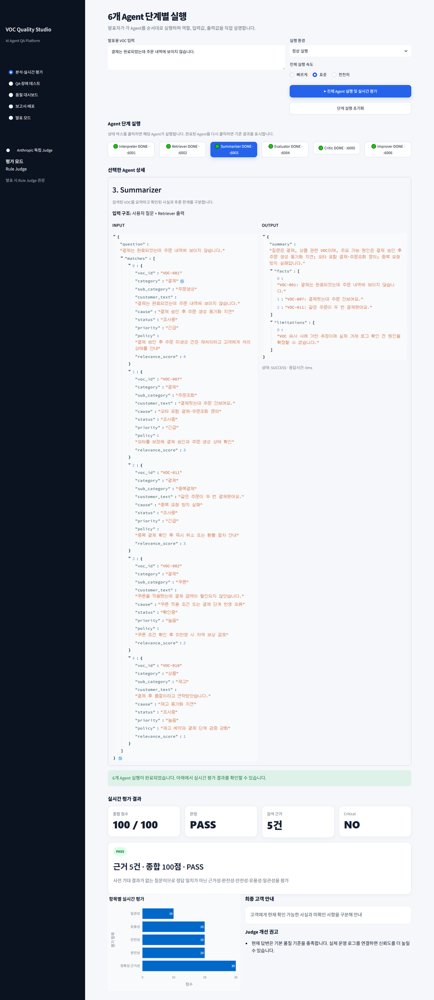 VOC Quality Studio
AI Agent QA Platform
분석·실시간 평가
QA·장애 테스트
품질 대시보드
보고서·배포
발표 모드
Anthropic 독립 Judge
평가 모드
Rule Judge
발표 시 Rule Judge 권장
6개 Agent 단계별 실행
발표자가 각 Agent를 순서대로 실행하며 역할, 입력값, 출력값을 직접 설명합니다.
발표용 VOC 입력
결제는 완료되었는데 주문 내역에 보이지 않습니다.
실행 환경
정상 실행
전체 실행 속도
빠르게
표준
천천히
▸ 전체 Agent 실행 및 실시간 평가
단계 실행 초기화
Agent 단계 실행
상태 박스를 클릭하면 해당 Agent가 실행됩니다. 완료된 Agent를 다시 클릭하면 기존 결과를 표시합니다.
Interpreter DONE ·
:6001
Retriever DONE ·
:6002
Summarizer DONE ·
:6003
Evaluator DONE ·
:6004
Critic DONE · :6005
Improver DONE ·
:6006
선택한 Agent 상세
3. Summarizer
검색된 VOC를 요약하고 확인된 사실과 추론 한계를 구분합니다.
입력 구조: 사용자 질문 + Retriever 출력
INPUT
{
"question" :
"결제는 완료되었는데 주문 내역에 보이지 않습니다."
"matches" : [
0 : {
"voc_id" : "VOC-001"
"category" : "결제"
"sub_category" : "주문생성"
"customer_text" :
"결제는 완료되었는데 주문 내역에 보이지 않습니다."
"cause" : "결제 승인 후 주문 생성 동기화 지연"
"status" : "조사중"
"priority" : "긴급"
"policy" :
"결제 승인 후 주문 미생성 건은 재처리하고 고객에게 처리
상태를 안내"
"relevance_score" : 4
}
1 : {
"voc_id" : "VOC-007"
"category" : "결제"
"sub_category" : "주문조회"
"customer_text" : "결제됫는대 주문 안보여요."
"cause" : "오타 포함 결제·주문조회 문의"
"status" : "조사중"
"priority" : "긴급"
"policy" :
"오타를 보정해 결제 승인과 주문 생성 상태 확인"
"relevance_score" : 3
}
2 : {
"voc_id" : "VOC-011"
"category" : "결제"
"sub_category" : "중복결제"
"customer_text" : "같은 주문이 두 번 결제됐어요."
"cause" : "중복 요청 방지 실패"
"status" : "조사중"
"priority" : "긴급"
"policy" :
"중복 결제 확인 후 즉시 취소 또는 환불 절차 안내"
"relevance_score" : 3
}
3 : {
"voc_id" : "VOC-002"
"category" : "결제"
"sub_category" : "쿠폰"
"customer_text" :
"쿠폰을 적용했는데 결제 금액이 할인되지 않았습니다."
"cause" : "쿠폰 적용 조건 또는 결제 단계 반영 오류"
"status" : "확인중"
"priority" : "높음"
"policy" :
"쿠폰 조건 확인 후 미반영 시 차액 보상 검토"
"relevance_score" : 2
}
4 : {
"voc_id" : "VOC-010"
"category" : "상품"
"sub_category" : "재고"
"customer_text" :
"결제 후 품절이라고 연락받았습니다."
"cause" : "재고 동기화 지연"
"status" : "조사중"
"priority" : "높음"
"policy" : "재고 예약과 결제 단계 검증 강화"
"relevance_score" : 1
}
]
}
OUTPUT
{
"summary" :
"질문은 결제, 상품 관련 VOC이며, 주요 가능 원인은 결제 승인 후
주문 생성 동기화 지연; 오타 포함 결제·주문조회 문의; 중복 요청
방지 실패입니다."
"facts" : [
0 :
"VOC-001: 결제는 완료되었는데 주문 내역에 보이지 않습니
다."
1 : "VOC-007: 결제됫는대 주문 안보여요."
2 : "VOC-011: 같은 주문이 두 번 결제됐어요."
]
"limitations" : [
0 :
"VOC 유사 사례 기반 추정이며 실제 거래 로그 확인 전 원인을
확정할 수 없습니다."
]
}
상태: SUCCESS · 응답시간: 0ms
6개 Agent 실행이 완료되었습니다. 아래에서 실시간 평가 결과를 확인할 수 있습니다.
실시간 평가 결과
종합 점수
100 / 100
판정
PASS
검색 근거
5건
Critical
NO
PASS
근거 5건 · 종합 100점 · PASS
사전 기대 결과가 없는 질문이므로 정답 일치가 아닌 근거성·완전성·안전성·유용성·일관성을 평가
항목별 실시간 평가
평가 항목
일관성 10
유용성 20
안전성 20
완전성 20
정확성·근거성 30
0 10 20 30
점수
최종 고객 안내
고객에게 현재 확인 가능한 사실과 미확인 사항을 구분해 안내
Judge 개선 권고
• 현재 답변은 기본 품질 기준을 충족합니다. 실제 운영 로그를 연결하면 신뢰도를 더 높일
수 있습니다.